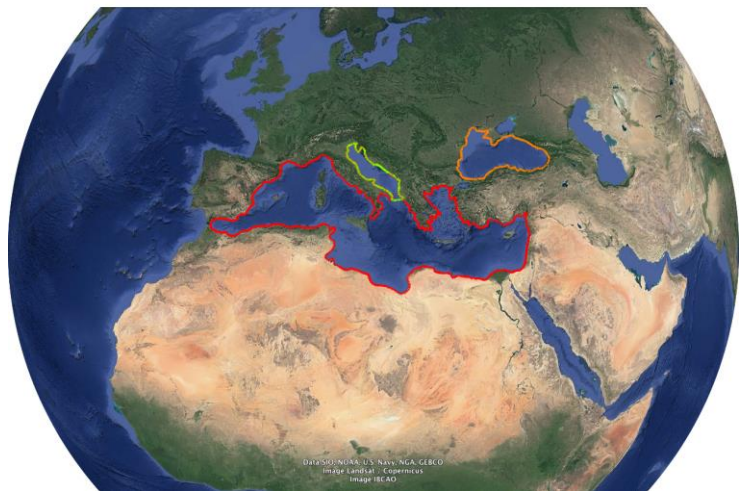 Data SIO, NOAA, U.S. Navy, NGA, GEBCO
Image Landsat / Copernicus
Image IBCAO